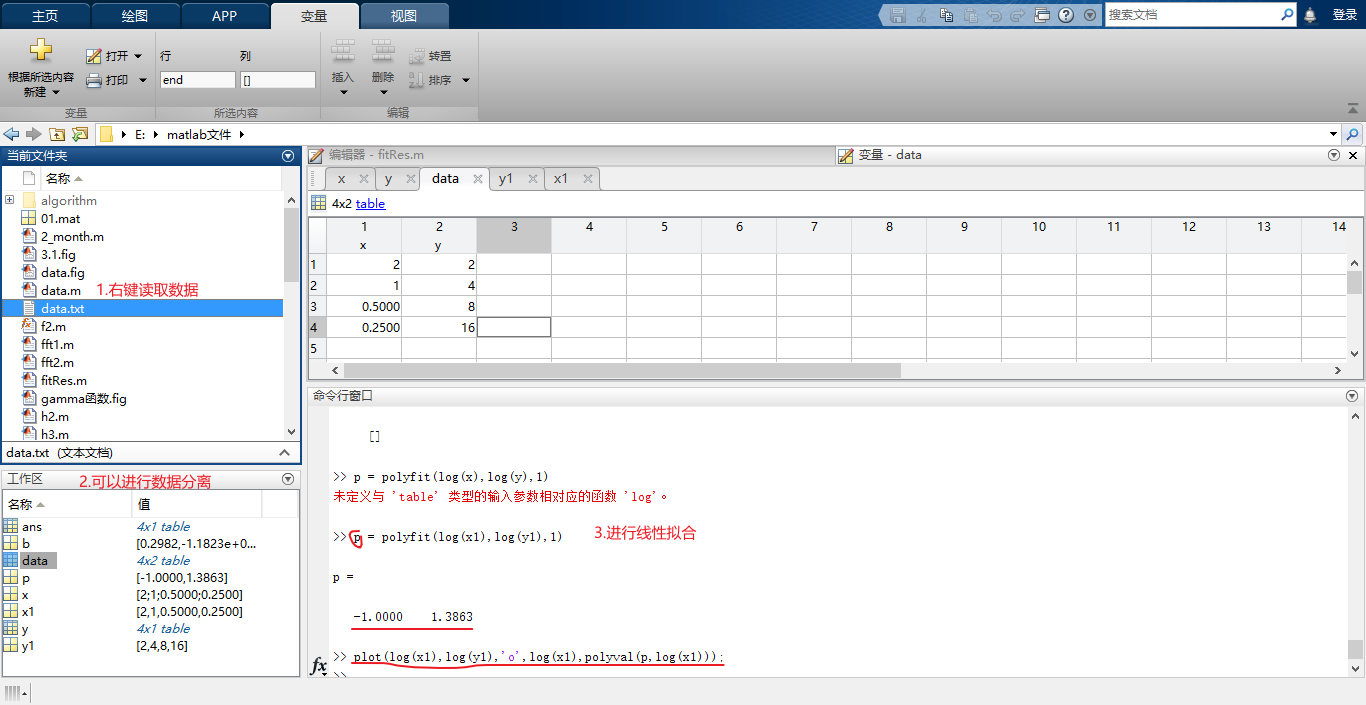 主页 绘图 APP 变量 视图 搜索文档 登录
根据所选内容
新建
打开
打印
行 列
end []
插入 删除 转置
排序
变量 所选内容 编辑
E: matlab文件
当前文件夹
名称
algorithm
01.mat
2_month.m
3.1.fig
data.fig
data.m 1.右键读取数据
data.txt
f2.m
fft1.m
fft2.m
fitRes.m
gamma函数.fig
h2.m
h3.m
data.txt (文本文档)
工作区 2.可以进行数据分离
名称 值
ans 4x1 table
b [0.2982,-1.1823e+0...
data 4x2 table
p [-1.0000,1.3863]
x [2;1;0.5000;0.2500]
x1 [2,1,0.5000,0.2500]
y 4x1 table
y1 [2,4,8,16]
编辑器 - fitRes.m 变量 - data
x y data y1 x1
4x2 table
1 2 3 4 5 6 7 8 9 10 11 12 13 14
x y
1 2 2
2 1 4
3 0.5000 8
4 0.2500 16
5
命令行窗口
[]
>> p = polyfit(log(x),log(y),1)
未定义与 'table' 类型的输入参数相对应的函数 'log'。
>> p = polyfit(log(x1),log(y1),1) 3.进行线性拟合
p =
-1.0000 1.3863
>> plot(log(x1),log(y1),'o',log(x1),polyval(p,log(x1)));
>>
fx